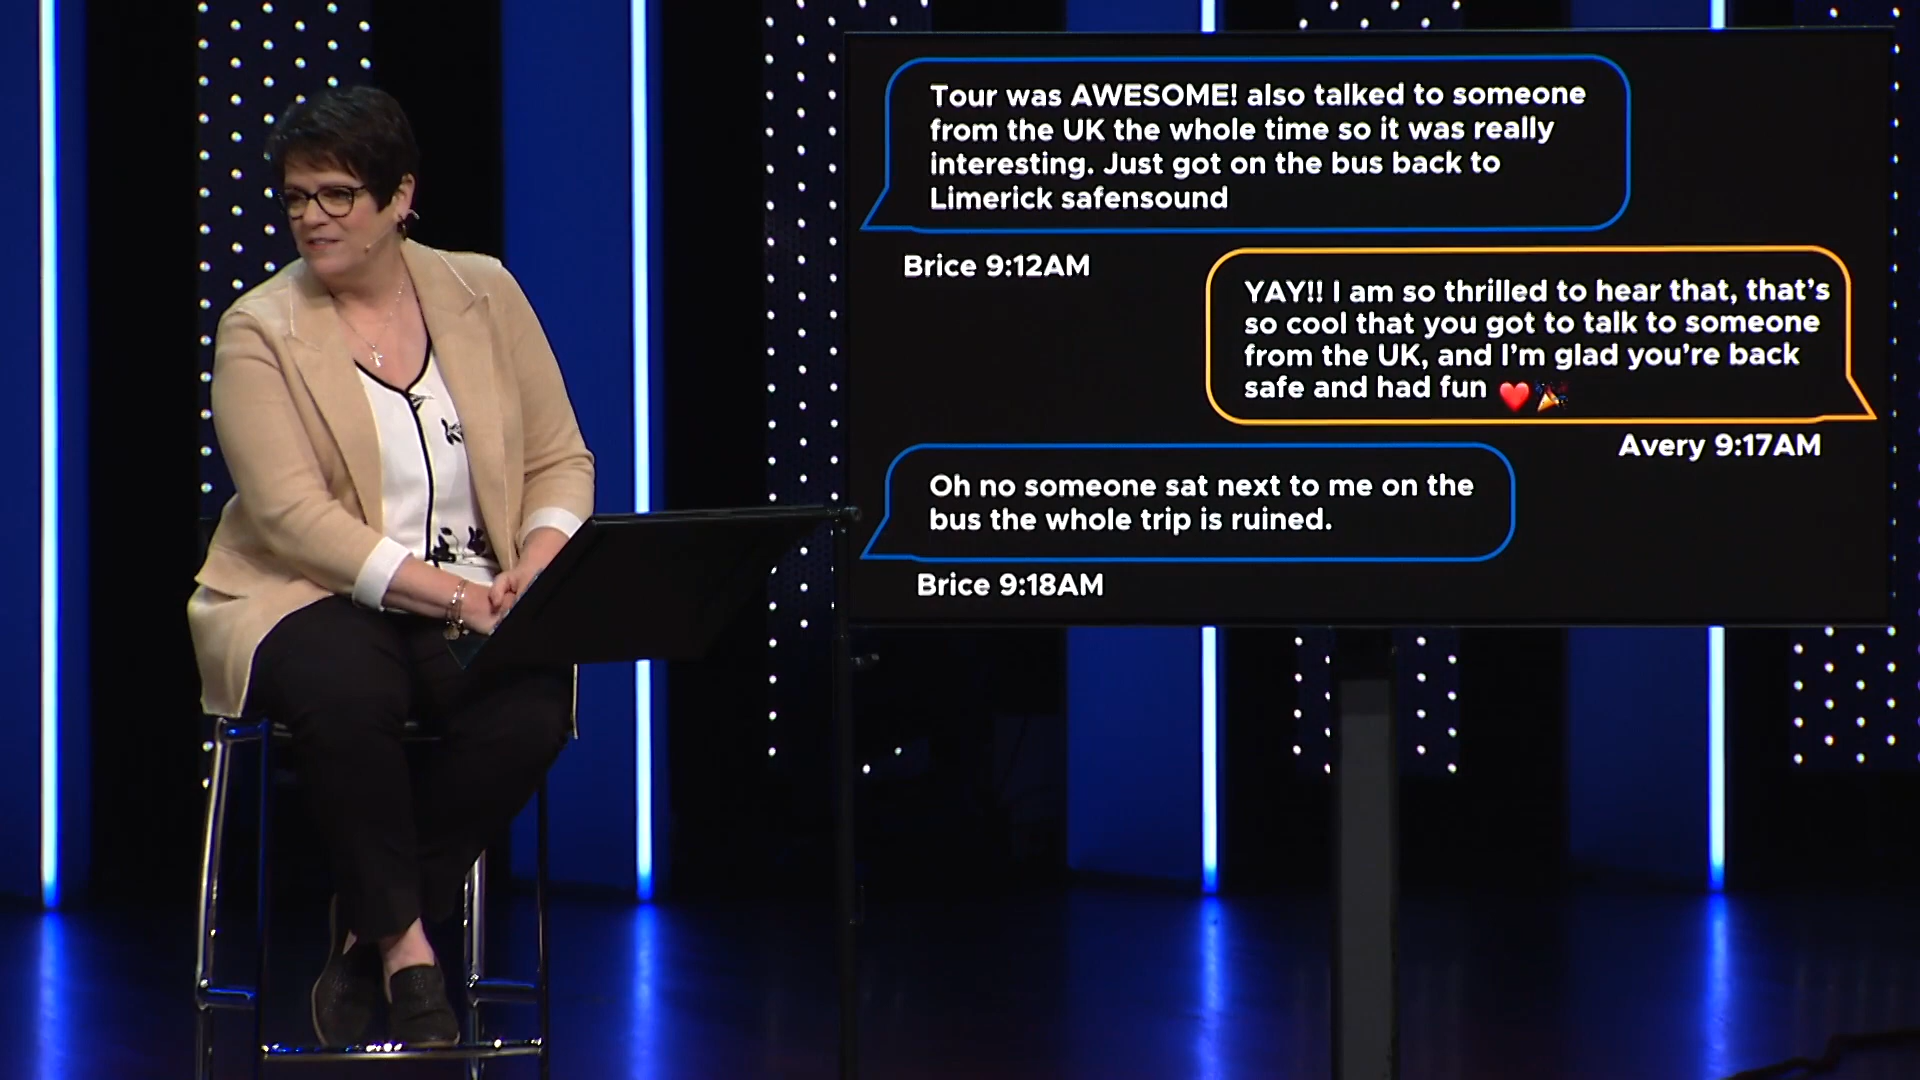 Tour was AWESOME! also talked to someone
from the UK the whole time so it was really
interesting. Just got on the bus back to
Limerick safensound
Brice 9:12AM
YAY!! I am so thrilled to hear that, that's
so cool that you got to talk to someone
from the UK, and I'm glad you're back
safe and had fun ❤️🎉
Avery 9:17AM
Oh no someone sat next to me on the
bus the whole trip is ruined.
Brice 9:18AM